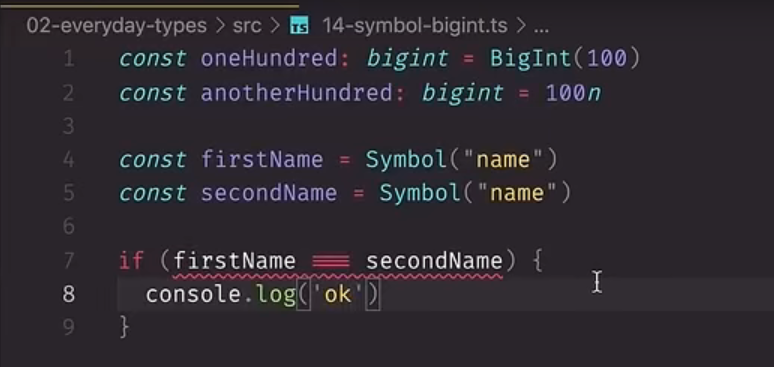 02-everyday-types > src > TS 14-symbol-bigint.ts > ...
1 const oneHundred: bigint = BigInt(100)
2 const anotherHundred: bigint = 100n
3
4 const firstName = Symbol("name")
5 const secondName = Symbol("name")
6
7 if (firstName === secondName) {
8 console.log('ok')
9 }